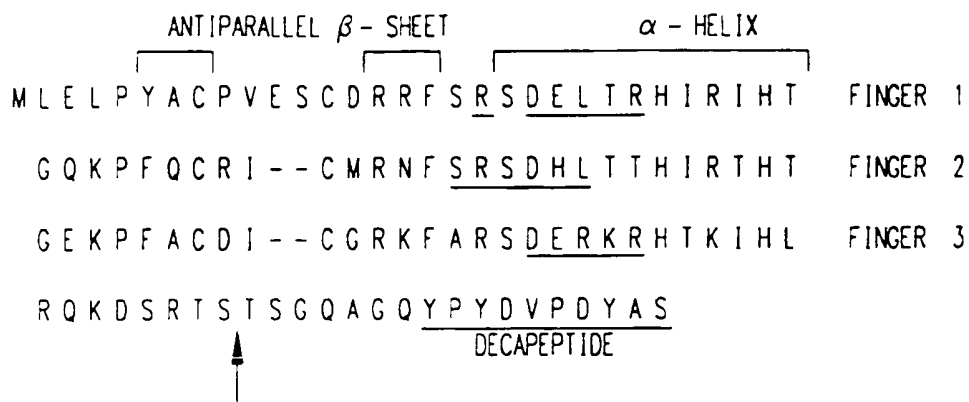 ANTIPARALLEL β - SHEET α - HELIX
M L E L P Y A C P V E S C D R R F S R S D E L T R H I R I H T FINGER 1
G Q K P F Q C R I - - C M R N F S R S D H L T T H I R T H T FINGER 2
G E K P F A C D I - - C G R K F A R S D E R K R H T K I H L FINGER 3
R Q K D S R T S T S G Q A G Q Y P Y D V P D Y A S
DECAPEPTIDE